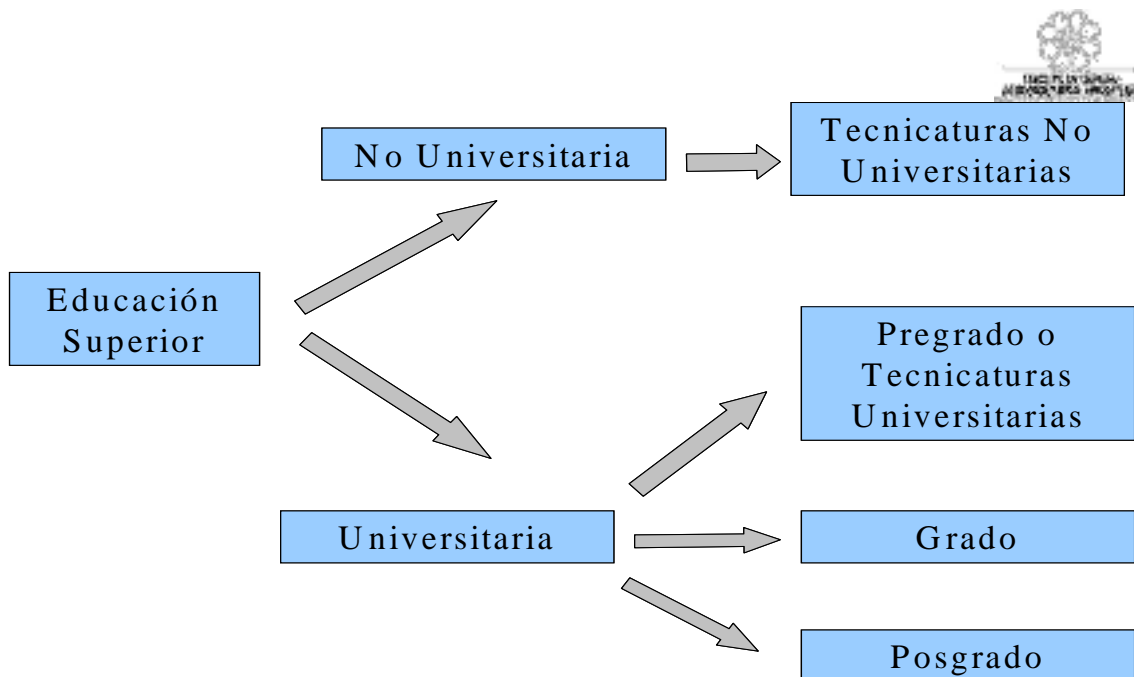 No Universitaria
Tecnicaturas No
Universitarias
Educación
Superior
Pregrado o
Tecnicaturas
Universitarias
Universitaria
Grado
Posgrado